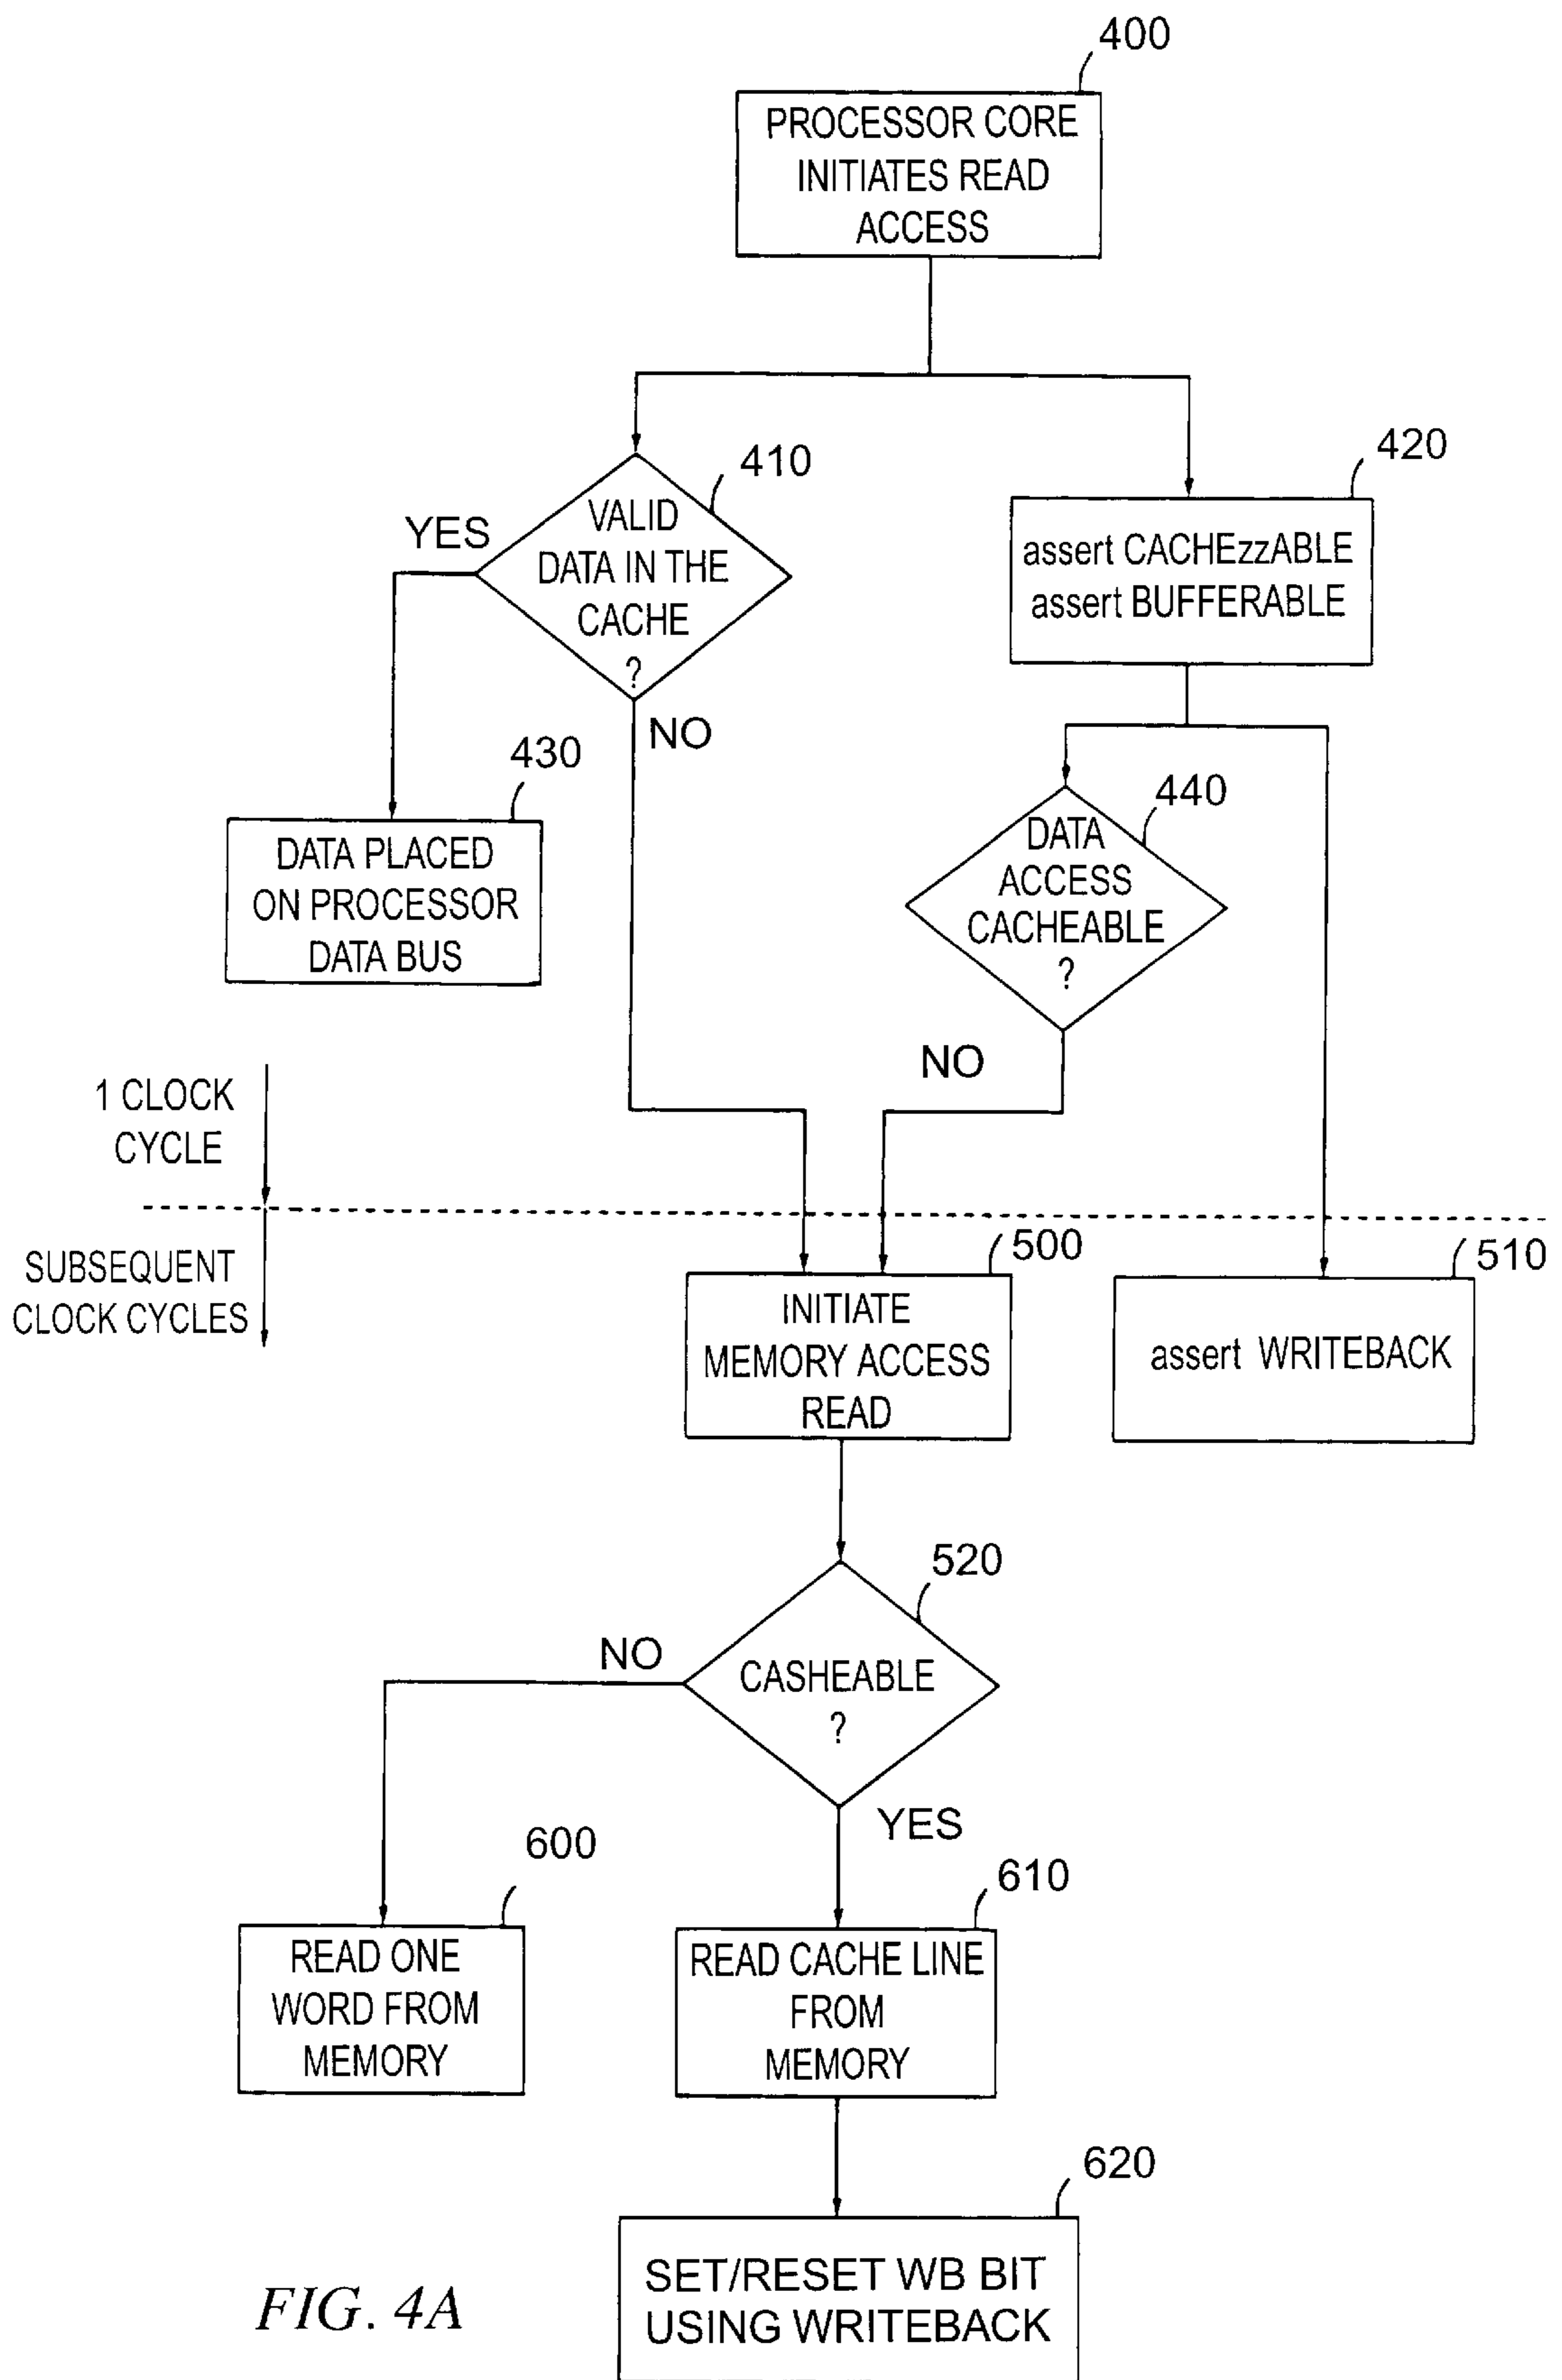 400
PROCESSOR CORE
INITIATES READ
ACCESS
410
VALID
DATA IN THE
CACHE
?
YES
NO
420
assert CACHEzzABLE
assert BUFFERABLE
430
DATA PLACED
ON PROCESSOR
DATA BUS
440
DATA
ACCESS
CACHEABLE
?
NO
1 CLOCK
CYCLE
SUBSEQUENT
CLOCK CYCLES
500
INITIATE
MEMORY ACCESS
READ
510
assert WRITEBACK
520
CASHEABLE
?
NO
YES
600
READ ONE
WORD FROM
MEMORY
610
READ CACHE LINE
FROM
MEMORY
620
SET/RESET WB BIT
USING WRITEBACK
FIG. 4A